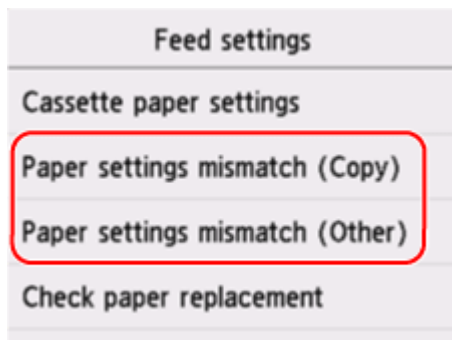 Feed settings
Cassette paper settings
Paper settings mismatch (Copy)
Paper settings mismatch (Other)
Check paper replacement